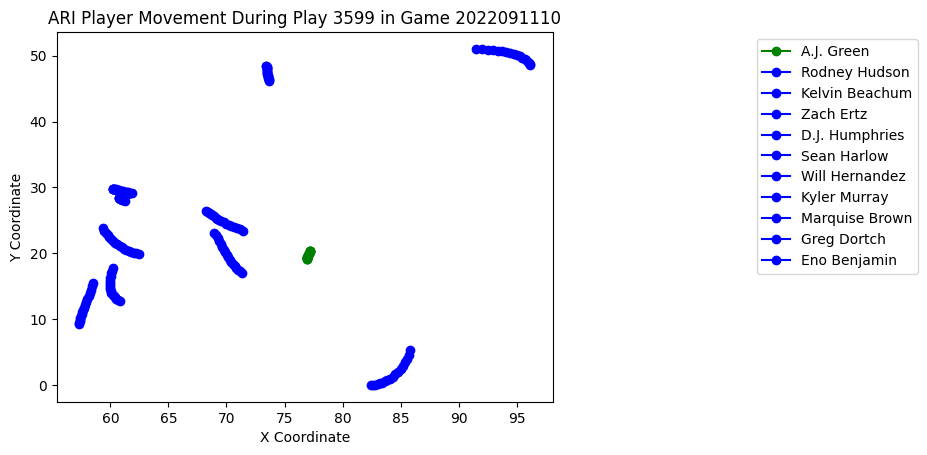 ARI Player Movement During Play 3599 in Game 2022091110
Y Coordinate
50
40
30
20
10
0
60
65
70
75
80
85
90
95
X Coordinate
A.J. Green
Rodney Hudson
Kelvin Beachum
Zach Ertz
D.J. Humphries
Sean Harlow
Will Hernandez
Kyler Murray
Marquise Brown
Greg Dortch
Eno Benjamin